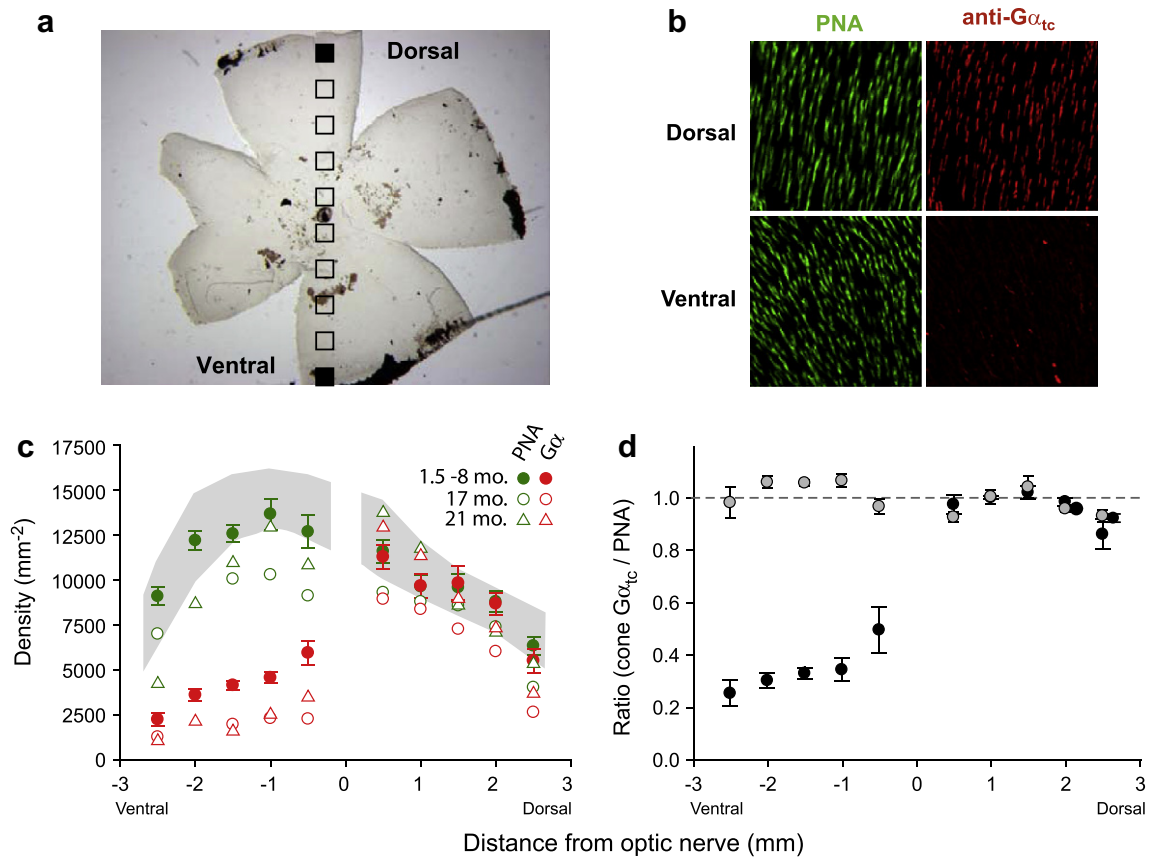 a
Dorsal
Ventral
b
PNA
anti-Gαtc
Dorsal
Ventral
c
PNA
Gα
1.5 -8 mo.
17 mo.
21 mo.
Density (mm-2)
17500
15000
12500
10000
7500
5000
2500
0
-3
-2
-1
0
1
2
3
Ventral
Dorsal
d
Ratio (cone Gαtc / PNA)
1.0
0.8
0.6
0.4
0.2
0.0
-3
-2
-1
0
1
2
3
Ventral
Dorsal
Distance from optic nerve (mm)